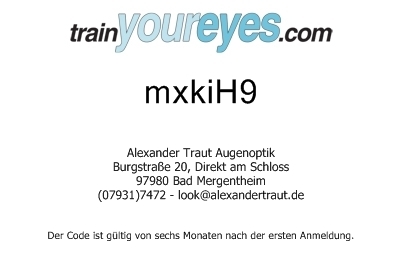 trainyoureyes.com
mxkiH9
Alexander Traut Augenoptik
Burgstraße 20, Direkt am Schloss
97980 Bad Mergentheim
(07931)7472 - look@alexandertraut.de
Der Code ist gültig von sechs Monaten nach der ersten Anmeldung.